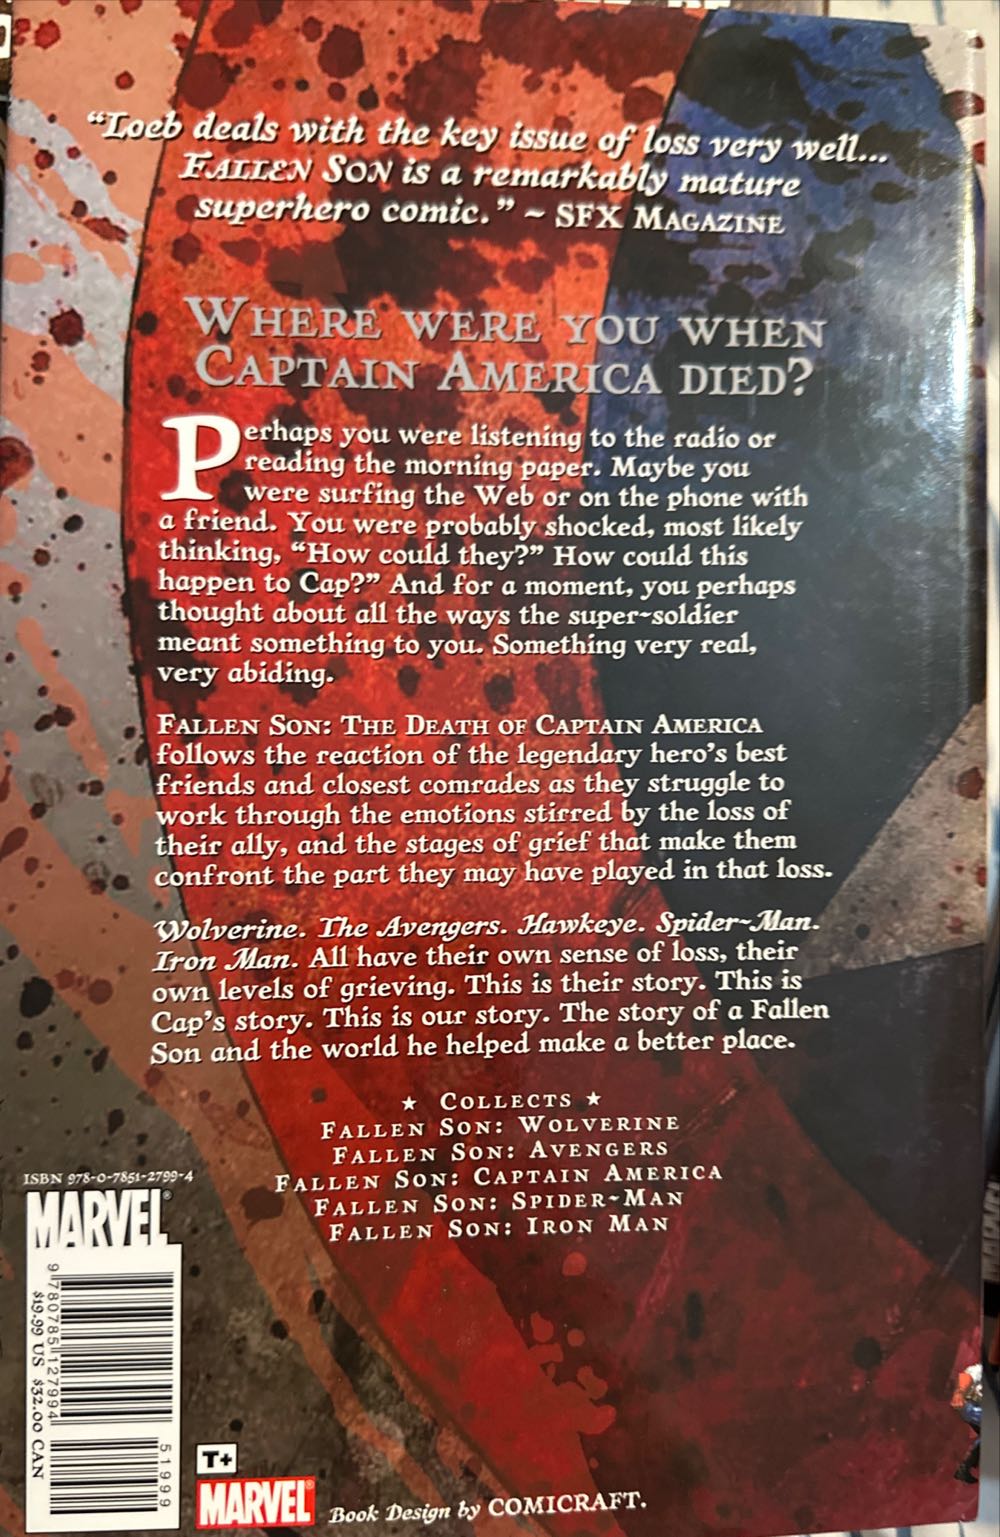 “Loeb deals with the key issue of loss very well...
FALLEN SON is a remarkably mature
superhero comic.” ~ SFX MAGAZINE
WHERE WERE YOU WHEN
CAPTAIN AMERICA DIED?
Perhaps you were listening to the radio or
reading the morning paper. Maybe you
were surfing the Web or on the phone with
a friend. You were probably shocked, most likely
thinking, “How could they?” How could this
happen to Cap?” And for a moment, you perhaps
thought about all the ways the super-soldier
meant something to you. Something very real,
very abiding.
FALLEN SON: THE DEATH OF CAPTAIN AMERICA
follows the reaction of the legendary hero’s best
friends and closest comrades as they struggle to
work through the emotions stirred by the loss of
their ally, and the stages of grief that make them
confront the part they may have played in that loss.
Wolverine. The Avengers. Hawkeye. Spider-Man.
Iron Man. All have their own sense of loss, their
own levels of grieving. This is their story. This is
Cap’s story. This is our story. The story of a Fallen
Son and the world he helped make a better place.
★ COLLECTS ★
FALLEN SON: WOLVERINE
FALLEN SON: AVENGERS
FALLEN SON: CAPTAIN AMERICA
FALLEN SON: SPIDER-MAN
FALLEN SON: IRON MAN
ISBN 978-0-7851-2799-4
MARVEL®
9 780785 127994
51999
$19.99 US $32.00 CAN
T+
MARVEL®
Book Design by COMICRAFT.